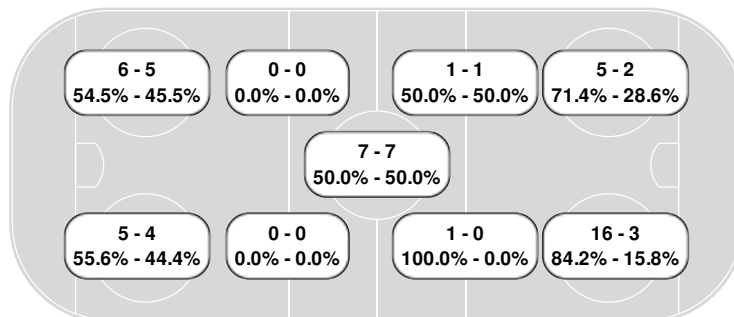 6 - 5
54.5% - 45.5%
0 - 0
0.0% - 0.0%
1 - 1
50.0% - 50.0%
5 - 2
71.4% - 28.6%
7 - 7
50.0% - 50.0%
5 - 4
55.6% - 44.4%
0 - 0
0.0% - 0.0%
1 - 0
100.0% - 0.0%
16 - 3
84.2% - 15.8%